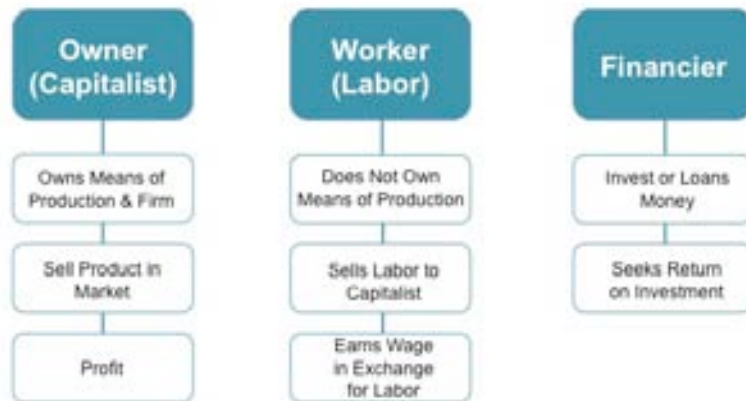 Owner
(Capitalist)
Owns Means of
Production & Firm
Sell Product in
Market
Profit
Worker
(Labor)
Does Not Own
Means of Production
Sells Labor to
Capitalist
Earns Wage
in Exchange
for Labor
Financier
Invest or Loans
Money
Seeks Return
on Investment